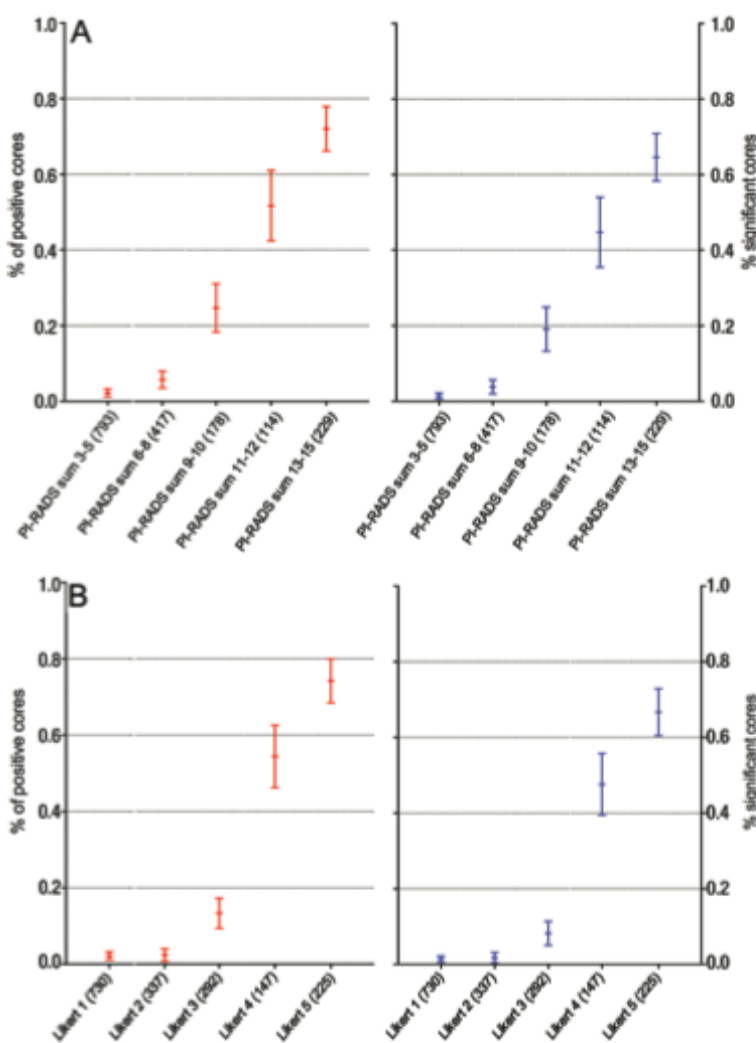 A
1.0
0.8
0.6
0.4
0.2
0.0
% of positive cores
PI-RADS sum 3-5 (793)
PI-RADS sum 6-8 (417)
PI-RADS sum 9-10 (178)
PI-RADS sum 11-12 (114)
PI-RADS sum 13-15 (229)
1.0
0.8
0.6
0.4
0.2
0.0
% significant cores
PI-RADS sum 3-5 (793)
PI-RADS sum 6-8 (417)
PI-RADS sum 9-10 (178)
PI-RADS sum 11-12 (114)
PI-RADS sum 13-15 (229)
B
1.0
0.8
0.6
0.4
0.2
0.0
% of positive cores
Likert 1 (730)
Likert 2 (337)
Likert 3 (292)
Likert 4 (147)
Likert 5 (225)
1.0
0.8
0.6
0.4
0.2
0.0
% significant cores
Likert 1 (730)
Likert 2 (337)
Likert 3 (292)
Likert 4 (147)
Likert 5 (225)